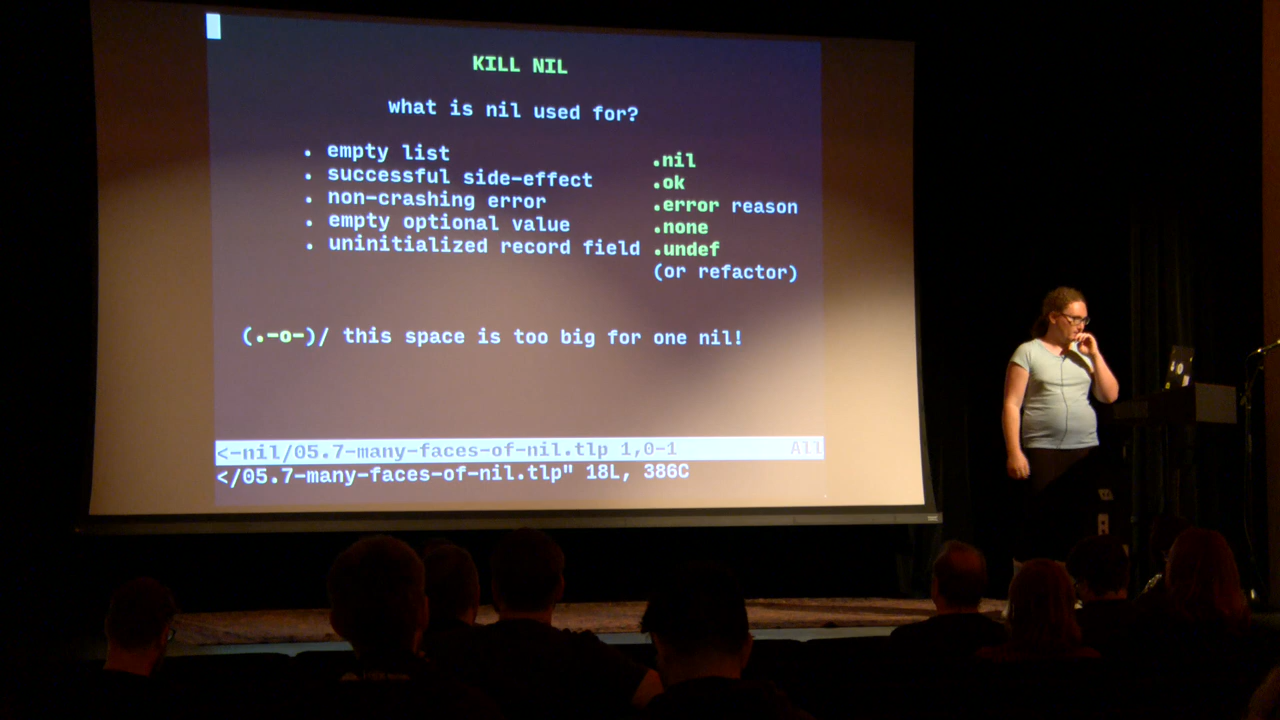 KILL NIL
what is nil used for?
. empty list .nil
. successful side-effect .ok
. non-crashing error .error reason
. empty optional value .none
. uninitialized record field .undef
(or refactor)
(.-o-)/ this space is too big for one nil!
<-nil/05.7-many-faces-of-nil.tlp 1,0-1 All
</05.7-many-faces-of-nil.tlp" 18L, 386C